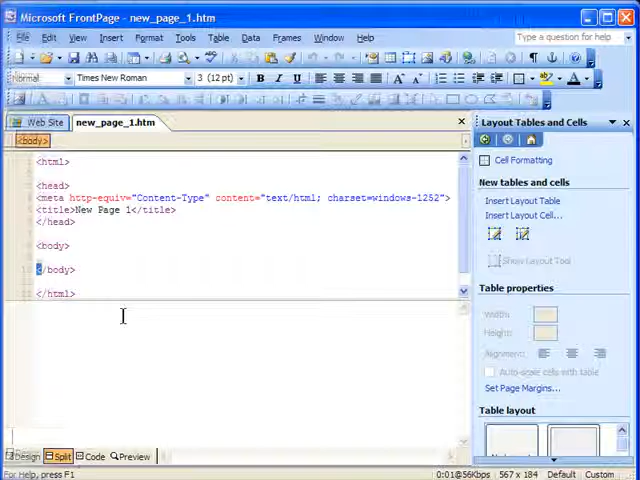 Microsoft FrontPage - new_page_1.htm
File Edit View Insert Format Tools Table Data Frames Window Help
Type a question for help
Normal Times New Roman 3 (12 pt) B I U
Web Site new_page_1.htm
<body>
<html>
<head>
<meta http-equiv="Content-Type" content="text/html; charset=windows-1252">
<title>New Page 1</title>
</head>
<body>
</body>
</html>
Layout Tables and Cells
Cell Formatting
New tables and cells
Insert Layout Table
Insert Layout Cell...
Show Layout Tool
Table properties
Width:
Height:
Alignment:
Auto-scale cells with table
Set Page Margins...
Table layout
Design Split Code Preview
For Help, press F1
0:01@56Kbps 567 x 184 Default Custom